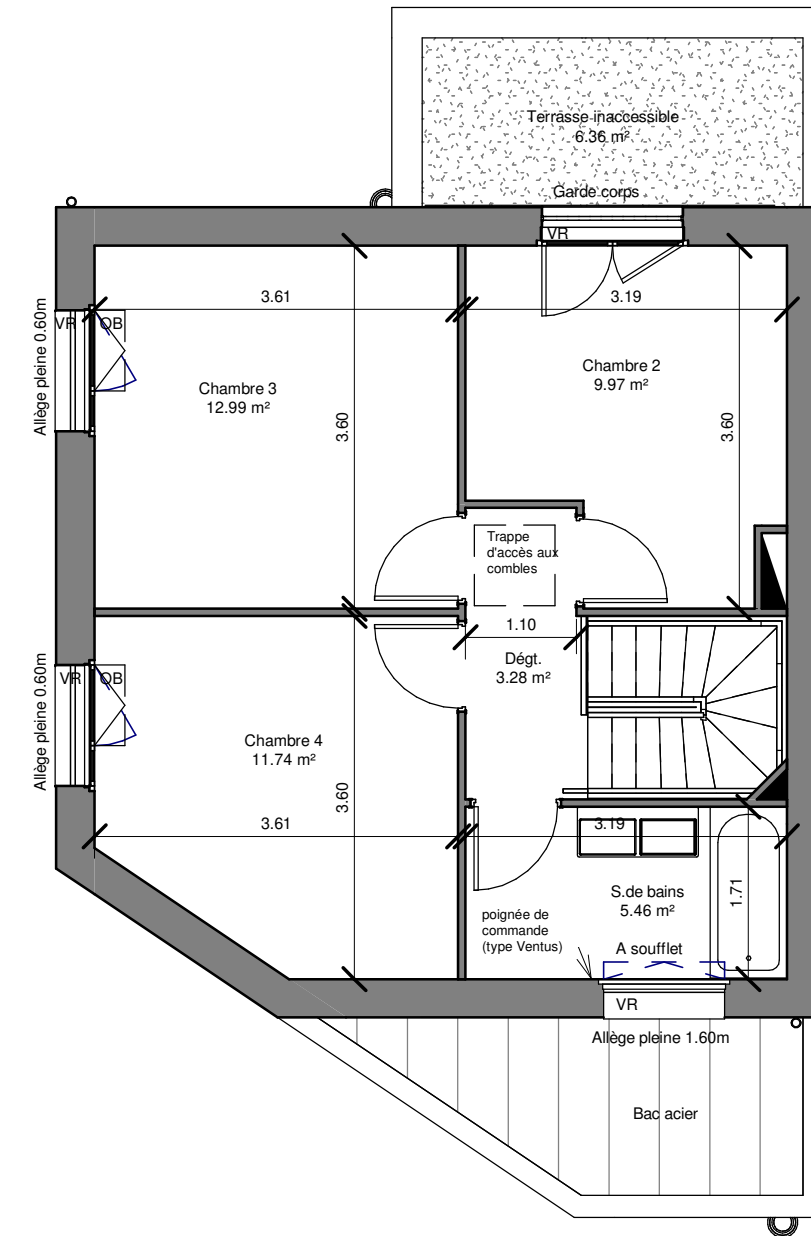 Terrasse inaccessible
6.36 m²
Garde corps
VR
3.61
3.19
VR
OB
Allège pleine 0.60m
Chambre 3
12.99 m²
3.60
Chambre 2
9.97 m²
3.60
Trappe
d'accès aux
combles
1.10
Dégt.
3.28 m²
VR
OB
Allège pleine 0.60m
Chambre 4
11.74 m²
3.60
3.61
3.19
1.71
S.de bains
5.46 m²
poignée de
commande
(type Ventus)
A soufflet
VR
Allège pleine 1.60m
Bac acier